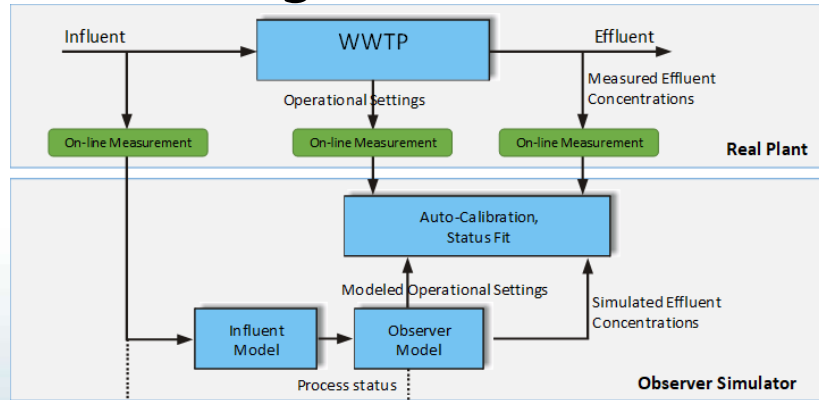 Influent
WWTP
Effluent
Operational Settings
Measured Effluent
Concentrations
On-line Measurement
On-line Measurement
On-line Measurement
Real Plant
Auto-Calibration,
Status Fit
Modeled Operational Settings
Simulated Effluent
Concentrations
Influent
Model
Observer
Model
Process status
Observer Simulator